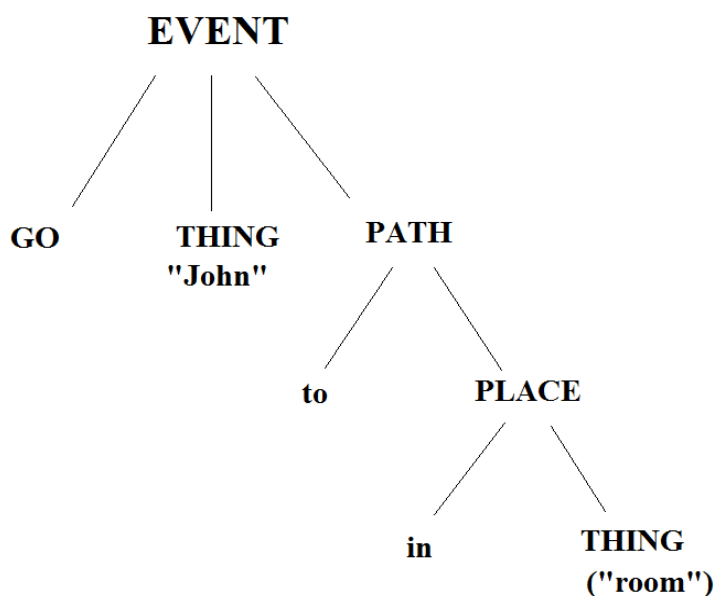 EVENT
GO THING PATH
"John"
to PLACE
in THING
("room")